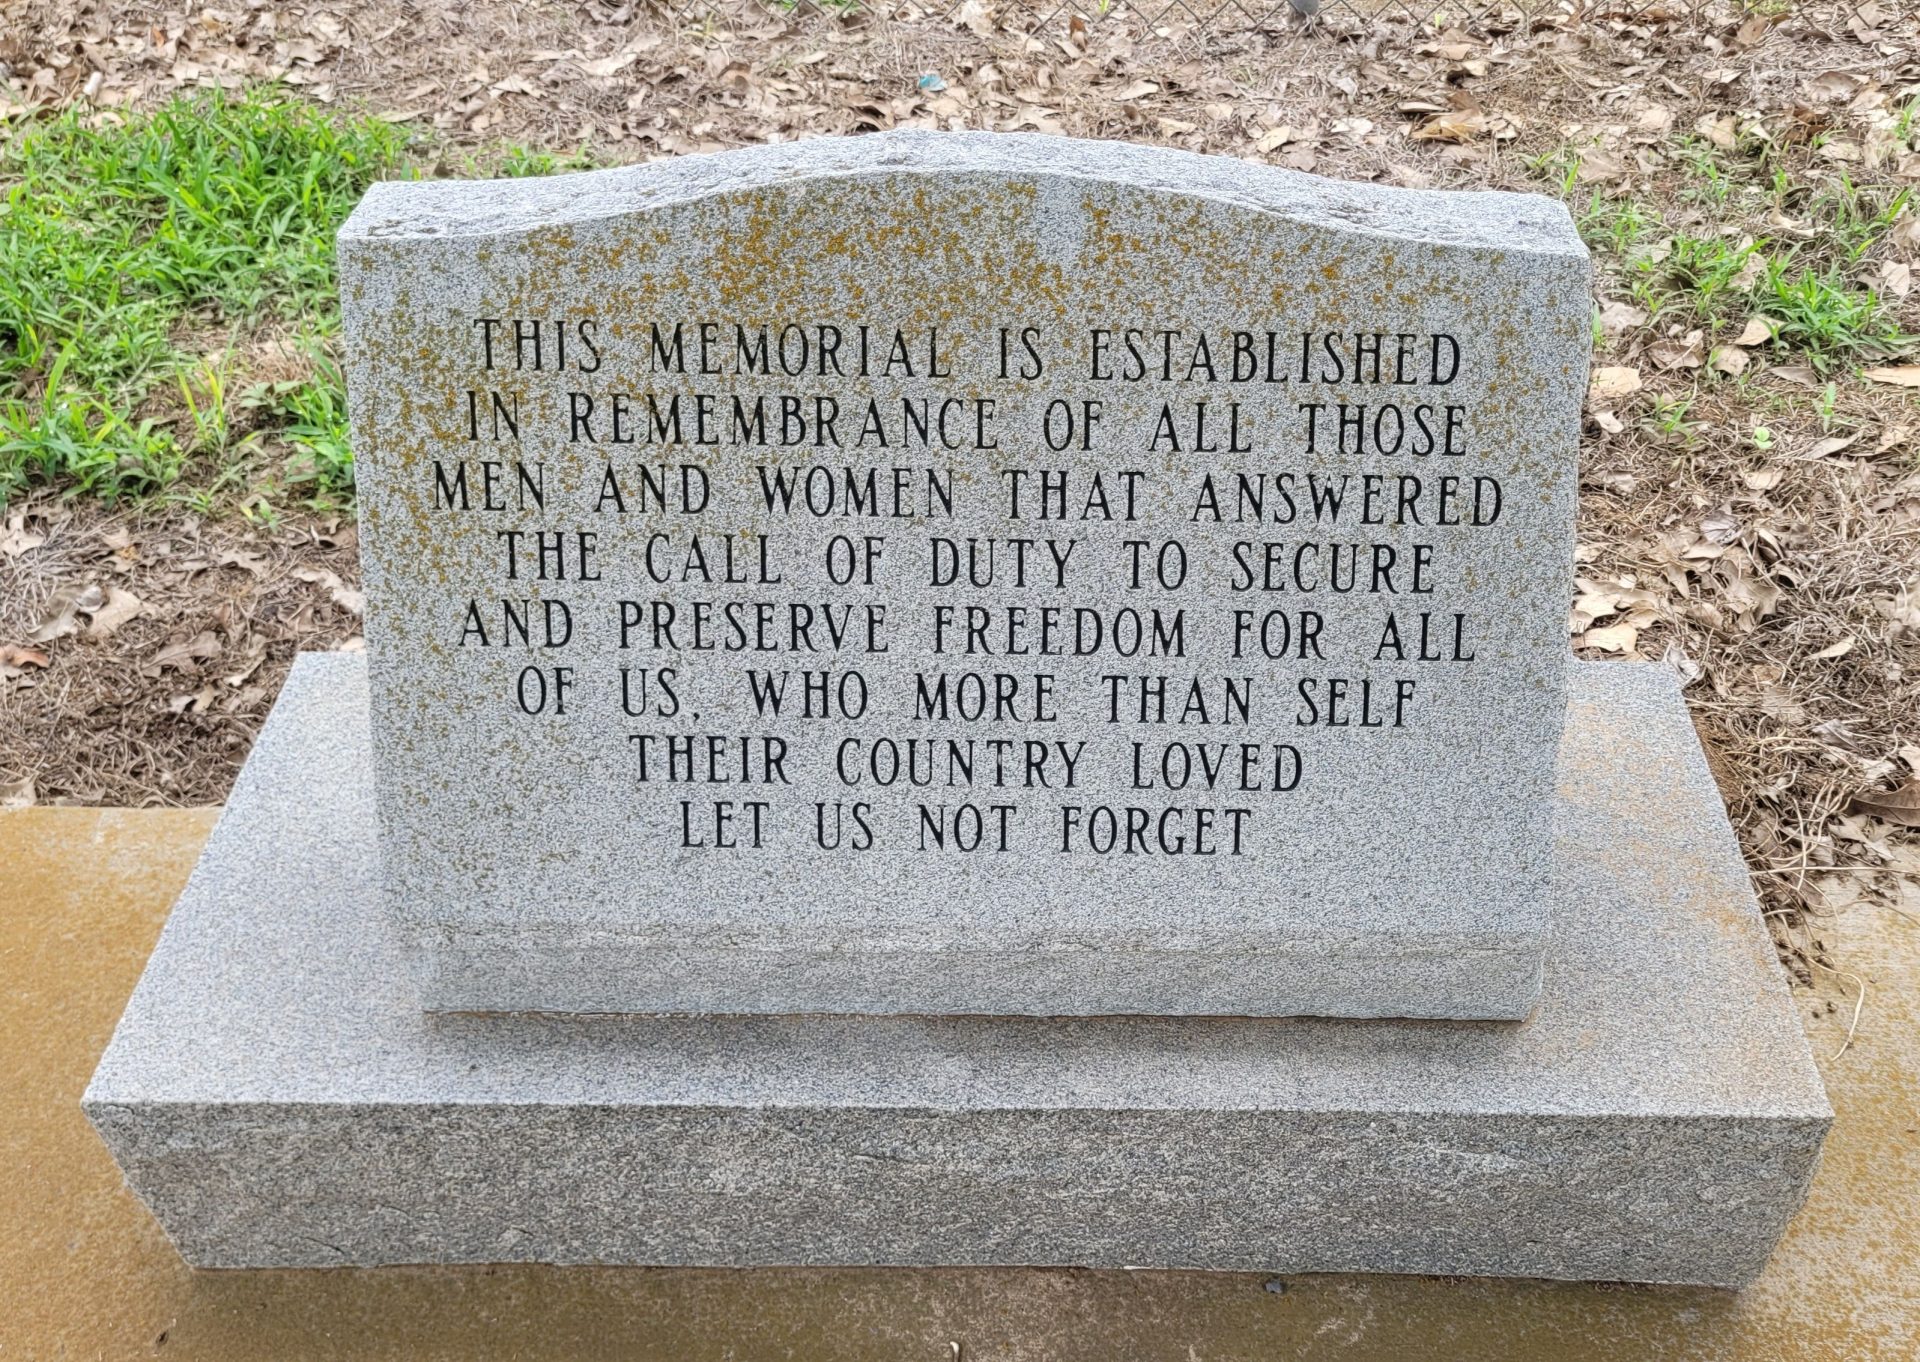 THIS MEMORIAL IS ESTABLISHED
IN REMEMBRANCE OF ALL THOSE
MEN AND WOMEN THAT ANSWERED
THE CALL OF DUTY TO SECURE
AND PRESERVE FREEDOM FOR ALL
OF US, WHO MORE THAN SELF
THEIR COUNTRY LOVED
LET US NOT FORGET